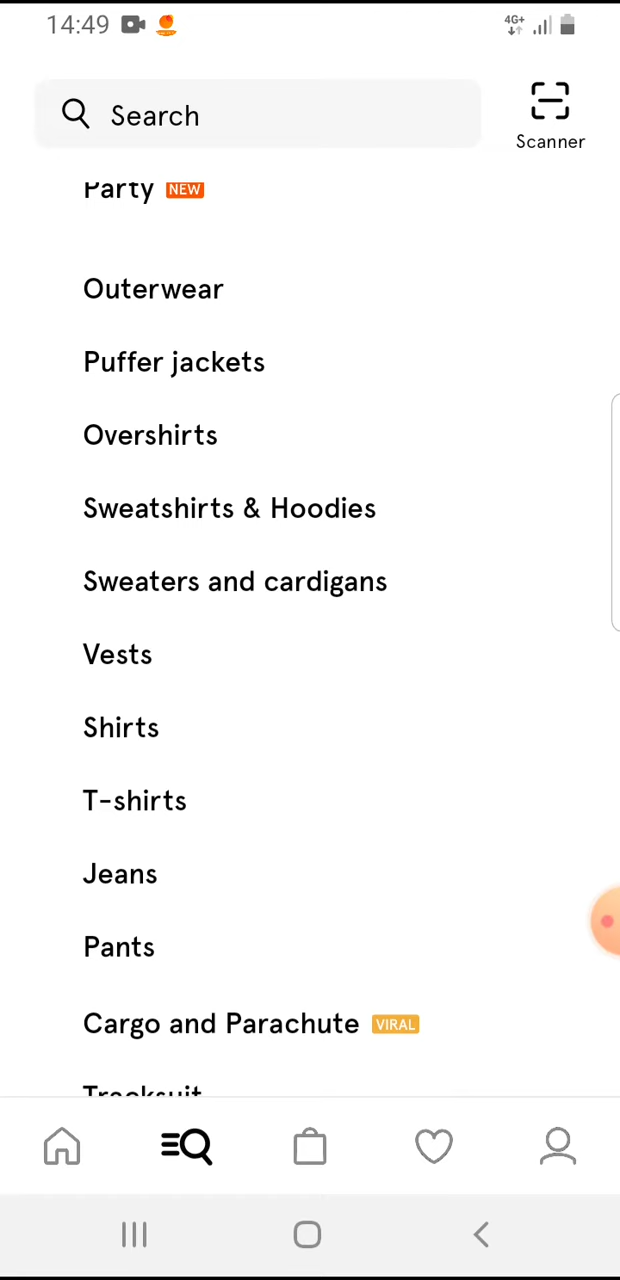 14:49
4G+
Search
Scanner
Party NEW
Outerwear
Puffer jackets
Overshirts
Sweatshirts & Hoodies
Sweaters and cardigans
Vests
Shirts
T-shirts
Jeans
Pants
Cargo and Parachute VIRAL
Tracksuit